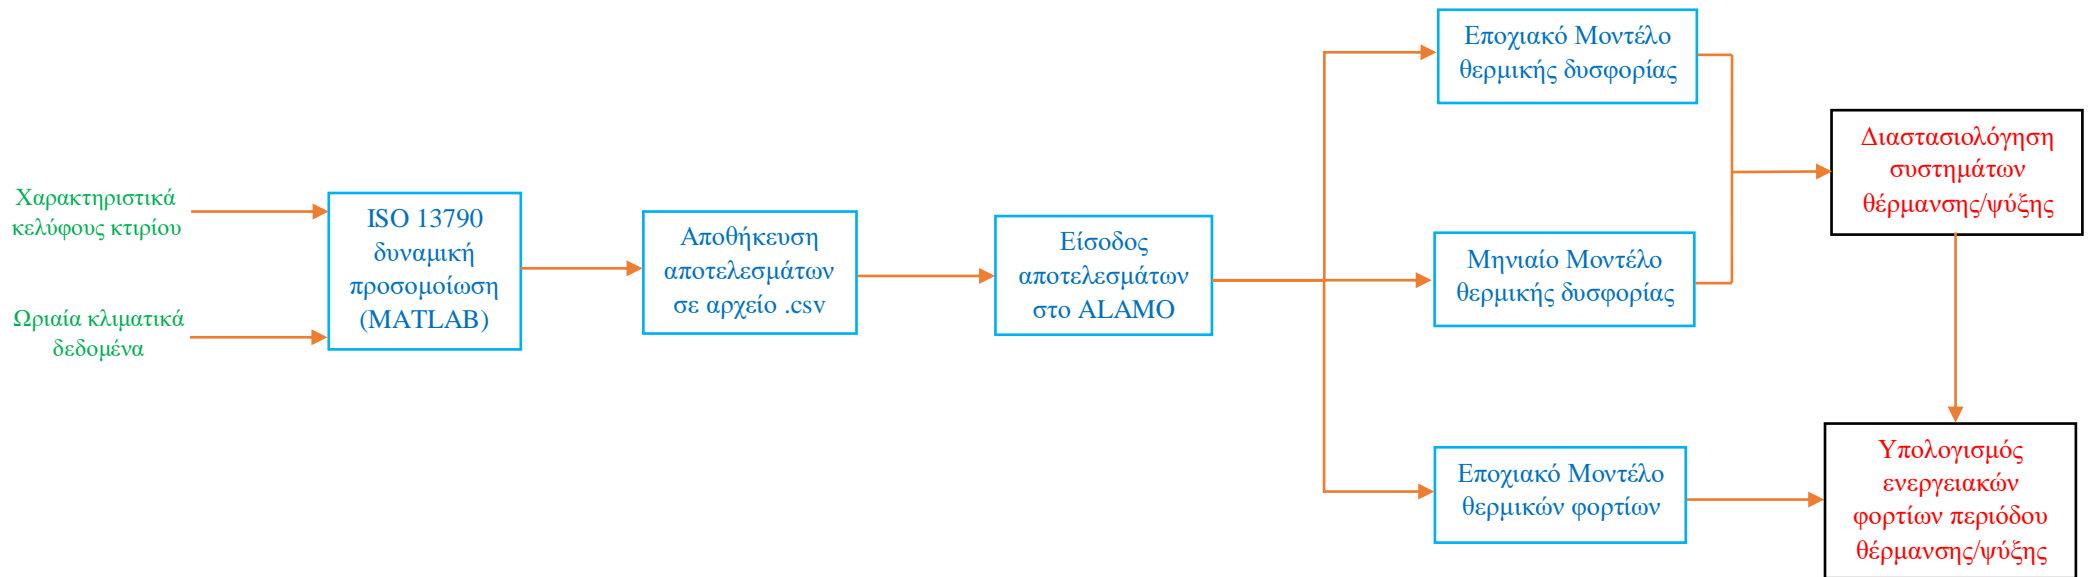 Χαρακτηριστικά
κελύφους κτιρίου
Ωριαία κλιματικά
δεδομένα
ISO 13790
δυναμική
προσομοίωση
(MATLAB)
Αποθήκευση
αποτελεσμάτων
σε αρχείο .csv
Είσοδος
αποτελεσμάτων
στο ALAMO
Εποχιακό Μοντέλο
θερμικής δυσφορίας
Μηνιαίο Μοντέλο
θερμικής δυσφορίας
Εποχιακό Μοντέλο
θερμικών φορτίων
Διαστασιολόγηση
συστημάτων
θέρμανσης/ψύξης
Υπολογισμός
ενεργειακών
φορτίων περιόδου
θέρμανσης/ψύξης